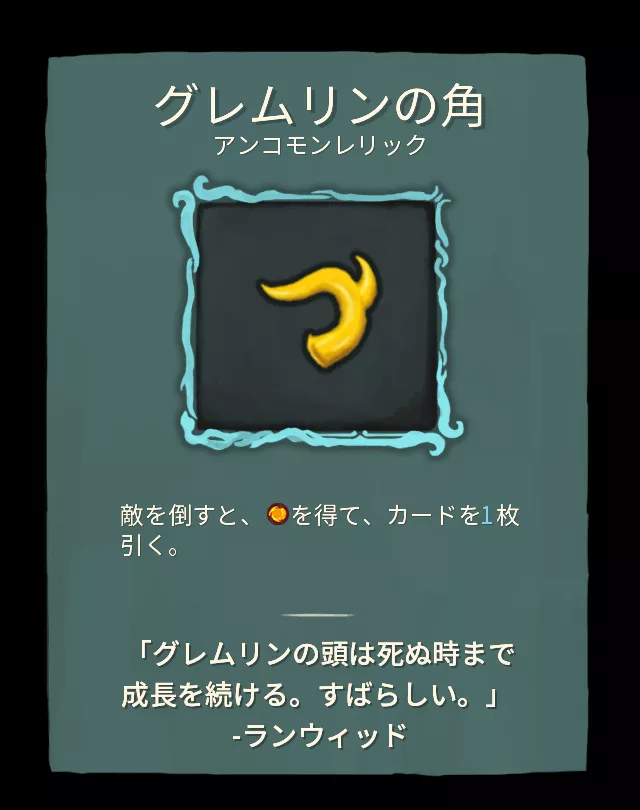 グレムリンの角
アンコモンレリック
敵を倒すと、を得て、カードを1枚
引く。
「グレムリンの頭は死ぬ時まで
成長を続ける。すばらしい。」
-ランウィッド